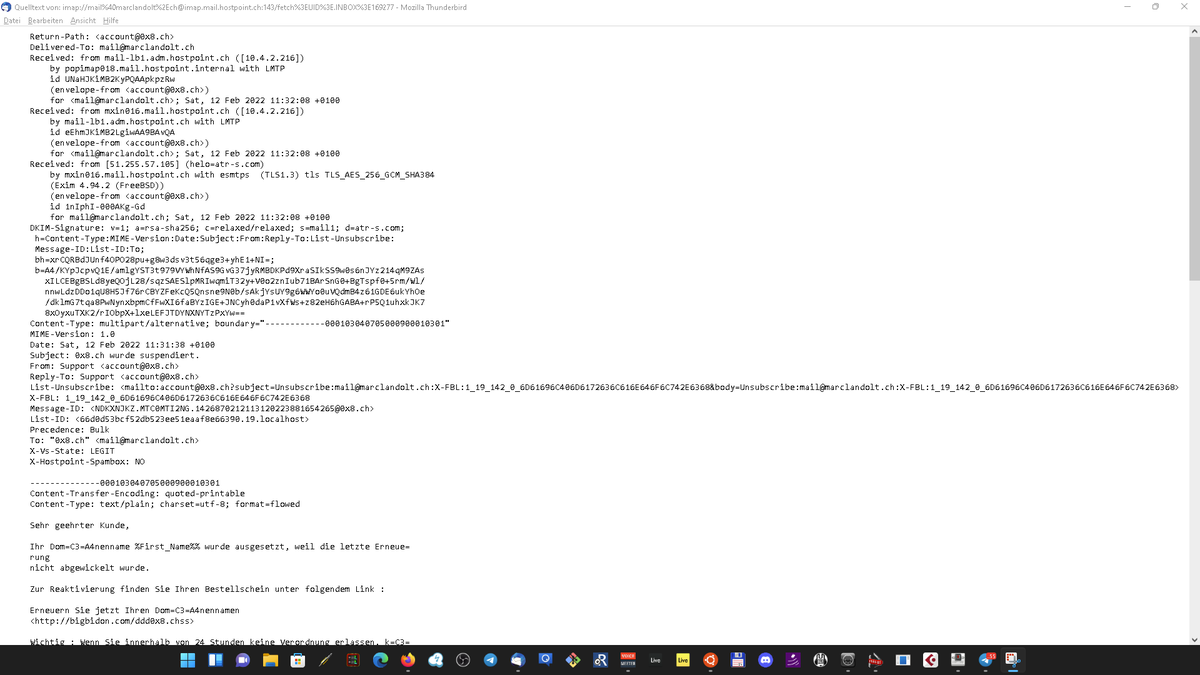 Quelltext von: imap://mail%40marclandolt%2Ech@imap.mail.hostpoint.ch:143/fetch%3EUID%3E.INBOX%3E169277 - Mozilla Thunderbird
Datei Bearbeiten Ansicht Hilfe
Return-Path: <account@0x8.ch>
Delivered-To: mail@marclandolt.ch
Received: from mail-lb1.adm.hostpoint.ch ([10.4.2.216])
by popimap018.mail.hostpoint.internal with LMTP
id UNaHJKiMB2KyPQAApkpzRw
(envelope-from <account@0x8.ch>)
for <mail@marclandolt.ch>; Sat, 12 Feb 2022 11:32:08 +0100
Received: from mxin016.mail.hostpoint.ch ([10.4.2.216])
by mail-lb1.adm.hostpoint.ch with LMTP
id eEhmJKiMB2LgiwAA9BAvQA
(envelope-from <account@0x8.ch>)
for <mail@marclandolt.ch>; Sat, 12 Feb 2022 11:32:08 +0100
Received: from [51.255.57.105] (helo=atr-s.com)
by mxin016.mail.hostpoint.ch with esmtps (TLS1.3) tls TLS_AES_256_GCM_SHA384
(Exim 4.94.2 (FreeBSD))
(envelope-from <account@0x8.ch>)
id 1nIphI-000AKg-Gd
for mail@marclandolt.ch; Sat, 12 Feb 2022 11:32:08 +0100
DKIM-Signature: v=1; a=rsa-sha256; c=relaxed/relaxed; s=mail1; d=atr-s.com;
h=Content-Type:MIME-Version:Date:Subject:From:Reply-To:List-Unsubscribe:
Message-ID:List-ID:To;
bh=xrCQRBdJUnf4OPO28pu+g8w3dsv3t56qge3+yhE1+NI=;
b=A4/KYpJcpvQ1E/amlgYST3t979VYWhNfAS9GvG37jyRMBDKPd9XraSIkSS9w0s6nJYz214qM9ZAs
xILCEBgBSLd8yeQOjL28/sqzSAESlpMRIwqmiT32y+V0o2znIub71BArSnG0+BgTspf0+5rm/Wl/
nnwLdzDDo1qU8H5Jf76rCBYZFeKcQ5Qnsne9N0b/sAkjYsUY9g6WWYo0uVQdmB4z61GDE6ukYhOe
/dklmG7tqa8PwNynxbpmCfFwXI6faBYzIGE+JNCyh0daP1vXfWs+z82eH6hGABA+rP5Q1uhxkJK7
8xOyxuTXK2/rIObpX+lxeLEFJTDYNXNYTzPxYw==
Content-Type: multipart/alternative; boundary="------------000103040705000900010301"
MIME-Version: 1.0
Date: Sat, 12 Feb 2022 11:31:38 +0100
Subject: 0x8.ch wurde suspendiert.
From: Support <account@0x8.ch>
Reply-To: Support <account@0x8.ch>
List-Unsubscribe: <mailto:account@0x8.ch?subject=Unsubscribe:mail@marclandolt.ch:X-FBL:1_19_142_0_6D61696C406D6172636C616E646F6C742E6368&body=Unsubscribe:mail@marclandolt.ch:X-FBL:1_19_142_0_6D61696C406D6172636C616E646F6C742E6368>
X-FBL: 1_19_142_0_6D61696C406D6172636C616E646F6C742E6368
Message-ID: <NDKXNJKZ.MTC0MTI2NG.1426870212113120223881654265@0x8.ch>
List-ID: <66d0d53bcf52db523ee51eaaf8e66390.19.localhost>
Precedence: Bulk
To: "0x8.ch" <mail@marclandolt.ch>
X-Vs-State: LEGIT
X-Hostpoint-Spambox: NO
--------------000103040705000900010301
Content-Transfer-Encoding: quoted-printable
Content-Type: text/plain; charset=utf-8; format=flowed
Sehr geehrter Kunde,
Ihr Dom=C3=A4nenname %First_Name%% wurde ausgesetzt, weil die letzte Erneue=
rung
nicht abgewickelt wurde.
Zur Reaktivierung finden Sie Ihren Bestellschein unter folgendem Link :
Erneuern Sie jetzt Ihren Dom=C3=A4nennamen
<http://bigbidon.com/ddd0x8.chss>
Wichtig : Wenn Sie innerhalb von 24 Stunden keine Verordnung erlassen, k=C3=
Live
Live